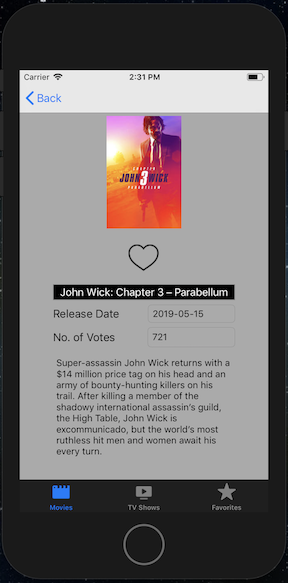 Carrier 2:31 PM
Back
CHAPTER
JOHN WICK
3
PARABELLUM
John Wick: Chapter 3 – Parabellum
Release Date 2019-05-15
No. of Votes 721
Super-assassin John Wick returns with a
$14 million price tag on his head and an
army of bounty-hunting killers on his
trail. After killing a member of the
shadowy international assassin's guild,
the High Table, John Wick is
excommunicado, but the world's most
ruthless hit men and women await his
every turn.
Movies TV Shows Favorites